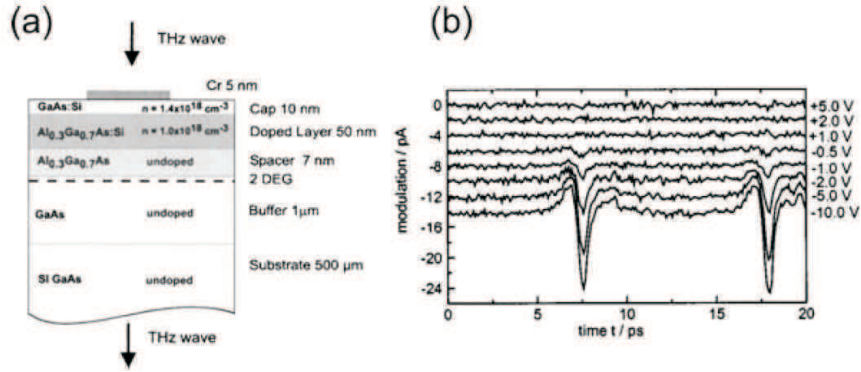 (a)
THz wave
Cr 5 nm
GaAs:Si n = 1.4x10¹⁸ cm⁻³ Cap 10 nm
Al₀.₃Ga₀.₇As:Si n = 1.0x10¹⁸ cm⁻³ Doped Layer 50 nm
Al₀.₃Ga₀.₇As undoped Spacer 7 nm
2 DEG
GaAs undoped Buffer 1µm
SI GaAs undoped Substrate 500 µm
THz wave
(b)
modulation / pA
0
-4
-8
-12
-16
-20
-24
+5.0 V
+2.0 V
+1.0 V
-0.5 V
-1.0 V
-2.0 V
-5.0 V
-10.0 V
0 5 10 15 20
time t / ps